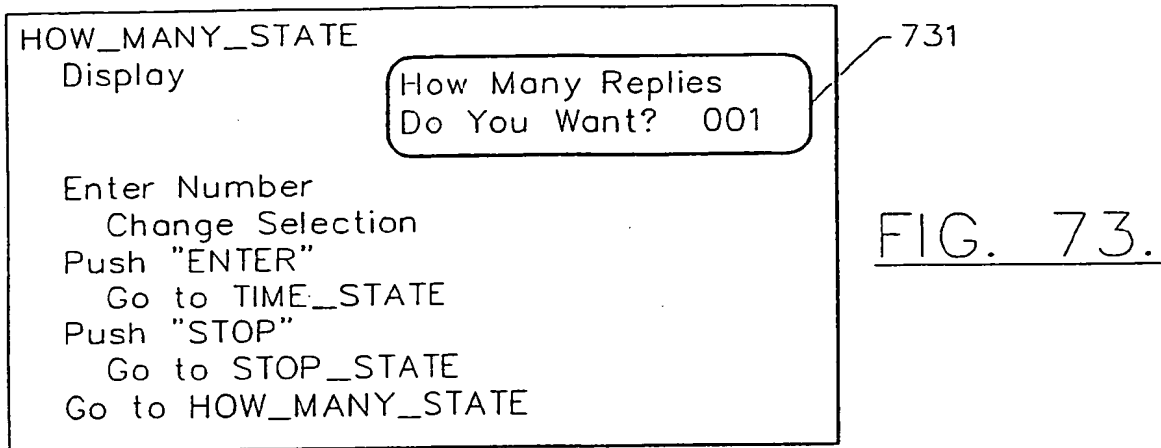 HOW_MANY_STATE
731
Display
How Many Replies
Do You Want? 001
Enter Number
Change Selection
Push "ENTER"
Go to TIME_STATE
Push "STOP"
Go to STOP_STATE
Go to HOW_MANY_STATE
FIG. 73.